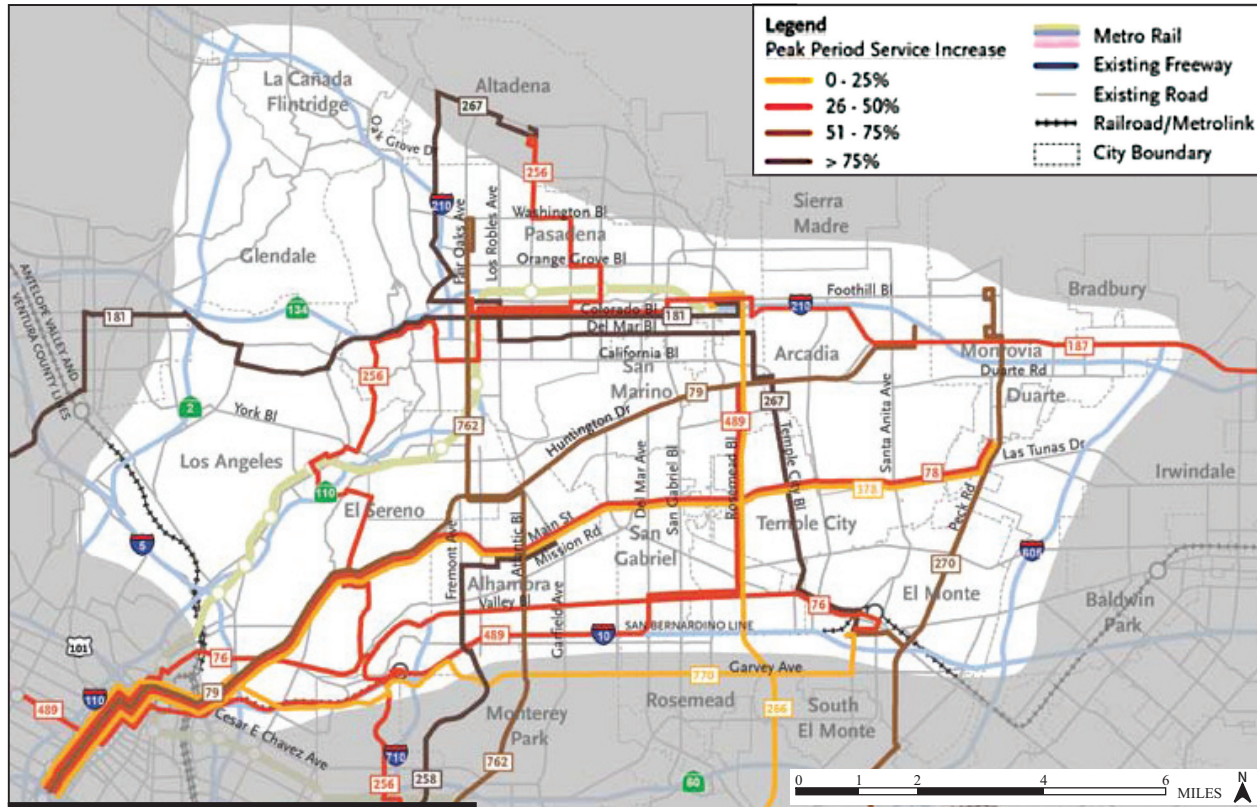 Legend
Peak Period Service Increase
0 - 25%
26 - 50%
51 - 75%
> 75%
Metro Rail
Existing Freeway
Existing Road
Railroad/Metrolink
City Boundary
La Cañada
Flintridge
Altadena
267
Oak Grove Dr
256
210
Fair Oaks Ave
Los Robles Ave
Washington Bl
Pasadena
Sierra
Madre
Glendale
Orange Grove Bl
ANTELOPE VALLEY AND
VENTURA COUNTY LINES
181
134
Colorado Bl
181
Del Mar Bl
California Bl
210
Foothill Bl
Bradbury
256
San
Marino
Arcadia
Monrovia
187
Duarte Rd
Duarte
2
York Bl
79
267
762
Huntington Dr
489
Los Angeles
110
El Sereno
Del Mar Ave
San Gabriel Bl
Rosemead Bl
Temple City Bl
Santa Anita Ave
78
378
Las Tunas Dr
Irwindale
Peck Rd
5
Main St
Mission Rd
San
Gabriel
Temple City
605
Fremont Ave
Atlantic Bl
Alhambra
Valley Bl
Garfield Ave
270
El Monte
76
Baldwin
Park
101
76
489
10
SAN BERNARDINO LINE
110
79
Garvey Ave
770
489
Cesar E Chavez Ave
Rosemead
266
South
El Monte
Monterey
Park
710
762
256
258
60
0 1 2 4 6
MILES
N